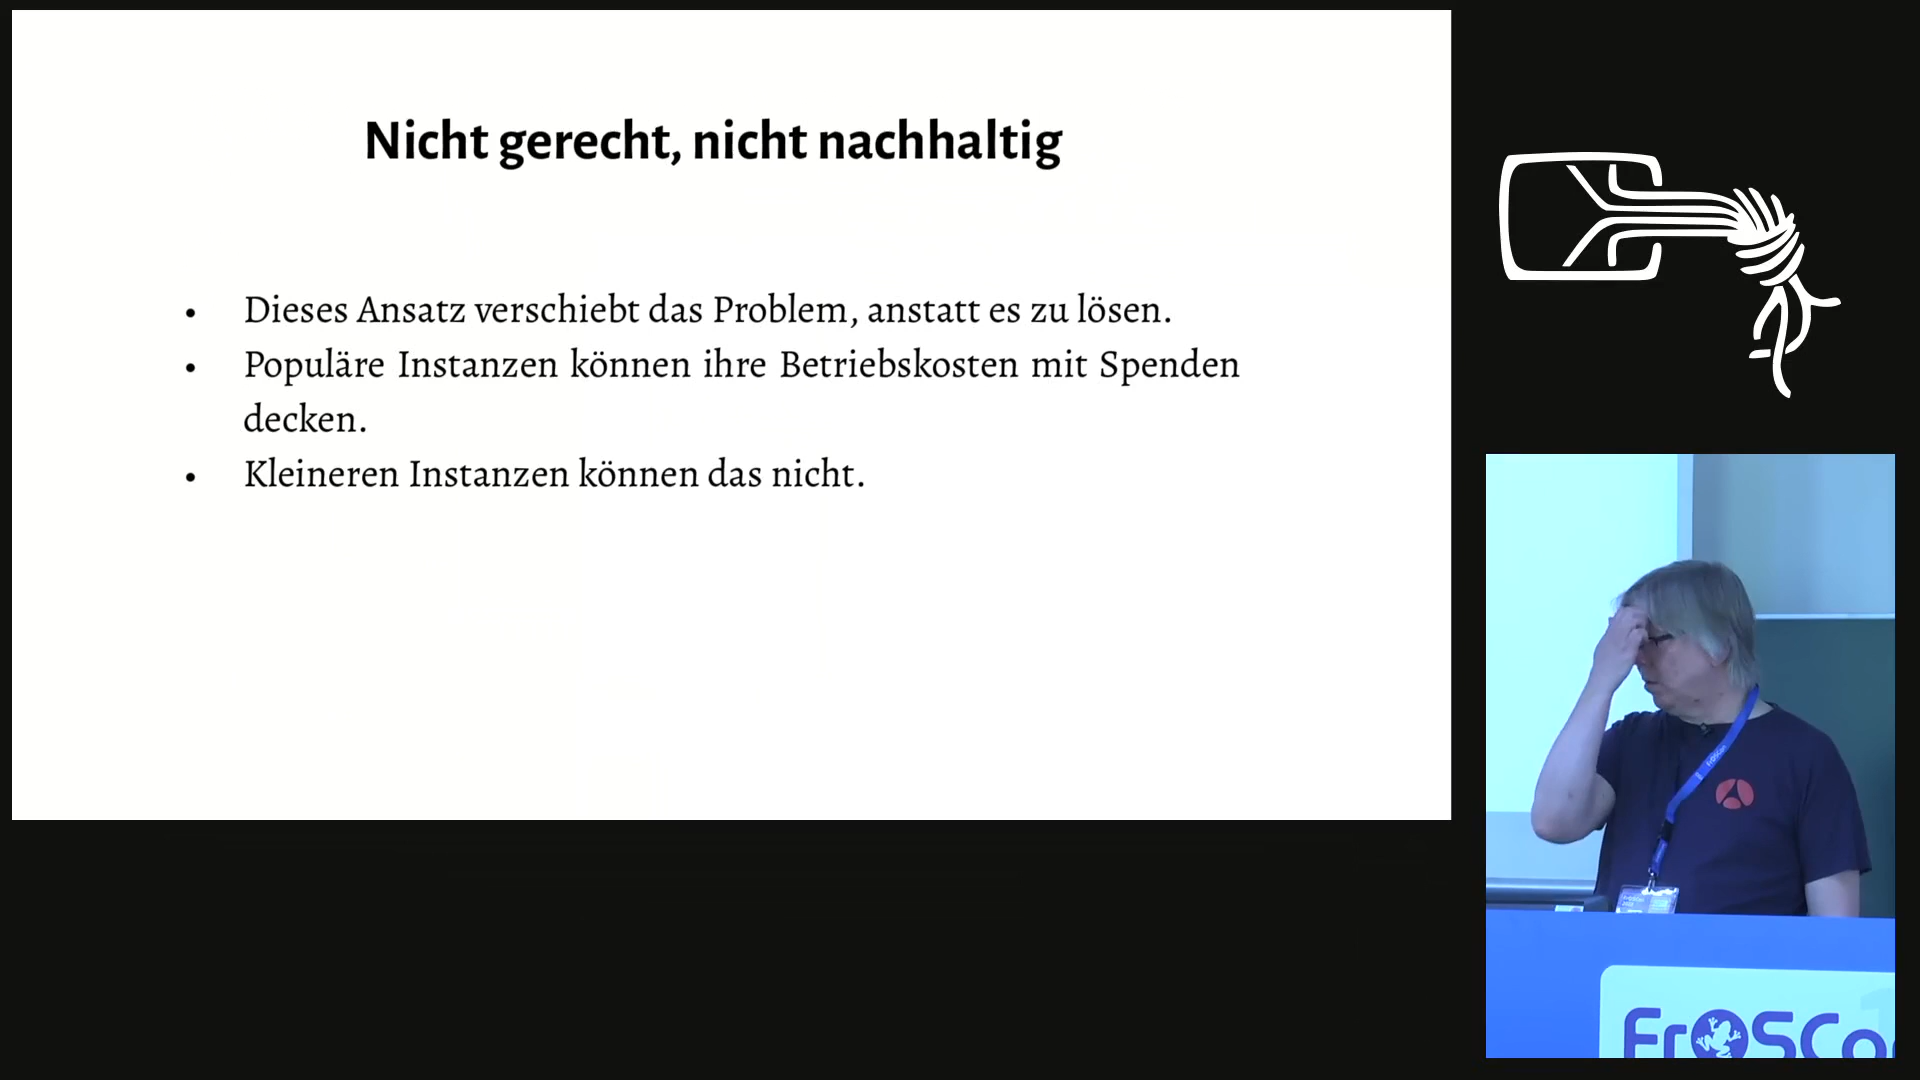 Nicht gerecht, nicht nachhaltig
• Dieses Ansatz verschiebt das Problem, anstatt es zu lösen.
• Populäre Instanzen können ihre Betriebskosten mit Spenden
decken.
• Kleineren Instanzen können das nicht.
FrOSCon
FrOSCo